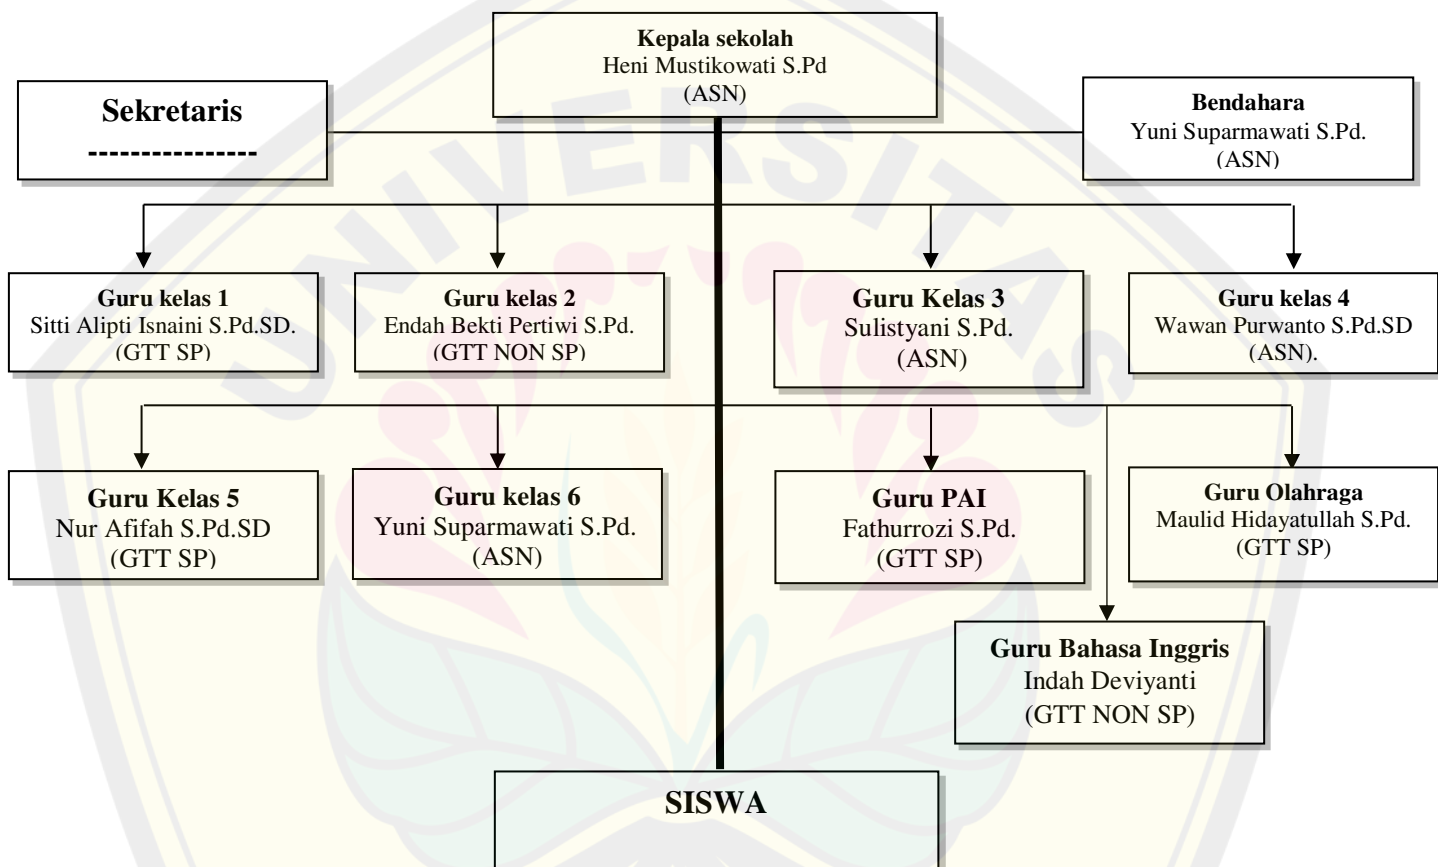 Kepala sekolah
Heni Mustikowati S.Pd
(ASN)
Sekretaris
----------------
Bendahara
Yuni Suparmawati S.Pd.
(ASN)
Guru kelas 1
Sitti Alipti Isnaini S.Pd.SD.
(GTT SP)
Guru kelas 2
Endah Bekti Pertiwi S.Pd.
(GTT NON SP)
Guru Kelas 3
Sulistyani S.Pd.
(ASN)
Guru kelas 4
Wawan Purwanto S.Pd.SD
(ASN).
Guru Kelas 5
Nur Afifah S.Pd.SD
(GTT SP)
Guru kelas 6
Yuni Suparmawati S.Pd.
(ASN)
Guru PAI
Fathurrozi S.Pd.
(GTT SP)
Guru Olahraga
Maulid Hidayatullah S.Pd.
(GTT SP)
Guru Bahasa Inggris
Indah Deviyanti
(GTT NON SP)
SISWA
UNIVERSITAS